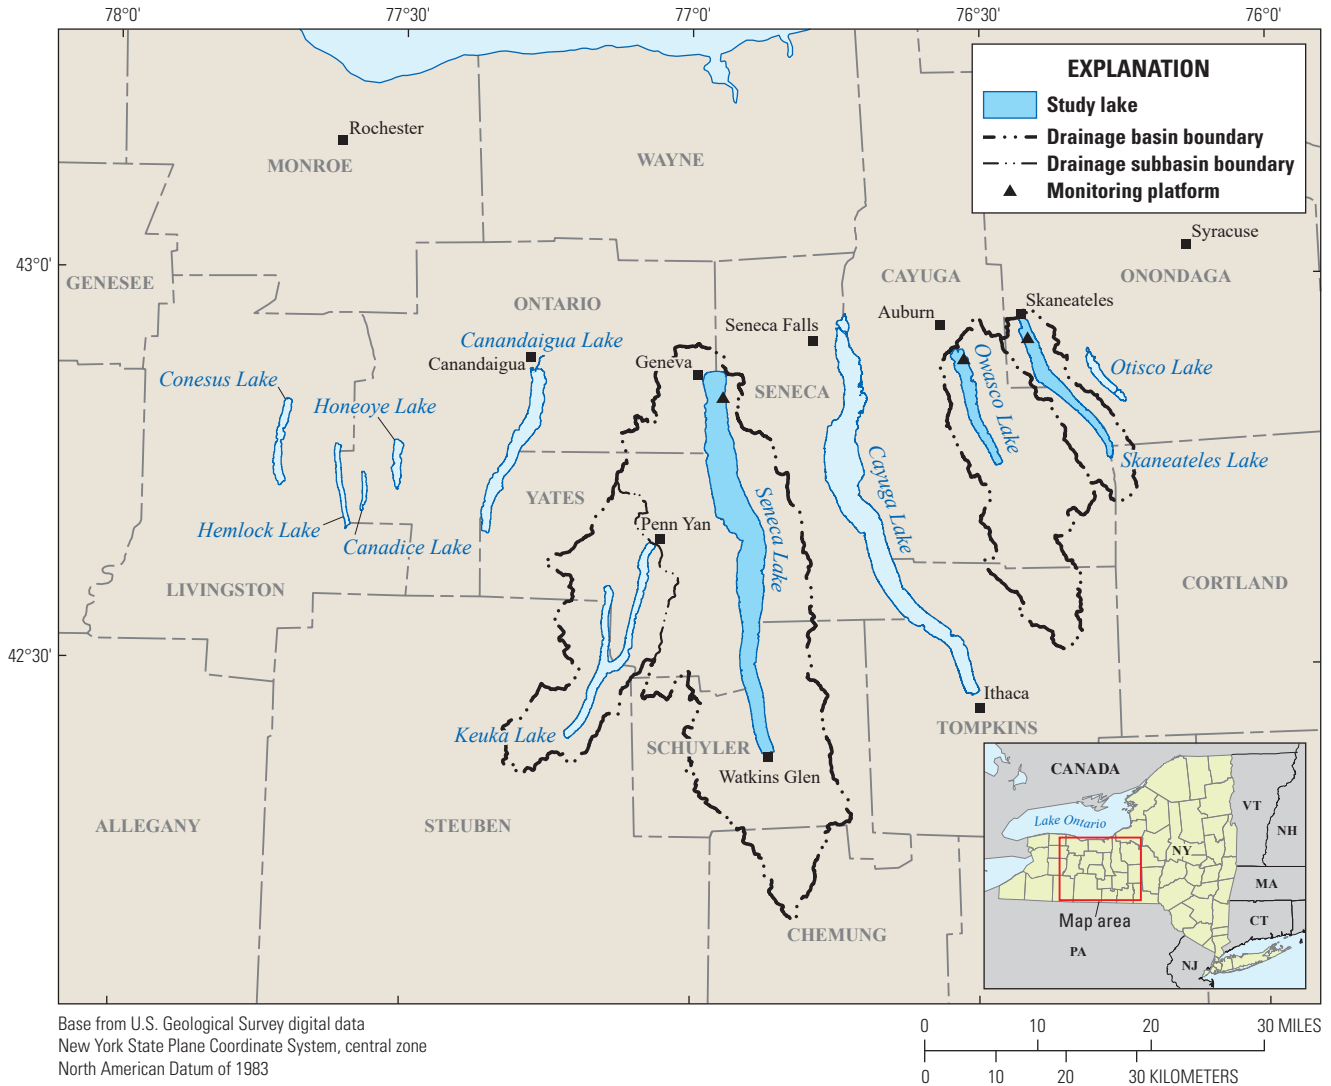 78°0'
77°30'
77°0'
76°30'
76°0'
EXPLANATION
Study lake
Drainage basin boundary
Drainage subbasin boundary
Monitoring platform
Rochester
MONROE
WAYNE
Syracuse
43°0'
GENESEE
CAYUGA
ONONDAGA
ONTARIO
Skaneateles
Auburn
Seneca Falls
Canandaigua Lake
Canandaigua
Geneva
Conesus Lake
Honeoye Lake
SENECA
Owasco Lake
Otisco Lake
Skaneateles Lake
Cayuga Lake
YATES
Seneca Lake
Penn Yan
Hemlock Lake
Canadice Lake
LIVINGSTON
CORTLAND
42°30'
Ithaca
TOMPKINS
Keuka Lake
SCHUYLER
Watkins Glen
ALLEGANY
STEUBEN
CHEMUNG
CANADA
Lake Ontario
VT
NH
NY
MA
CT
Map area
PA
NJ
Base from U.S. Geological Survey digital data
New York State Plane Coordinate System, central zone
North American Datum of 1983
0 10 20 30 MILES
0 10 20 30 KILOMETERS